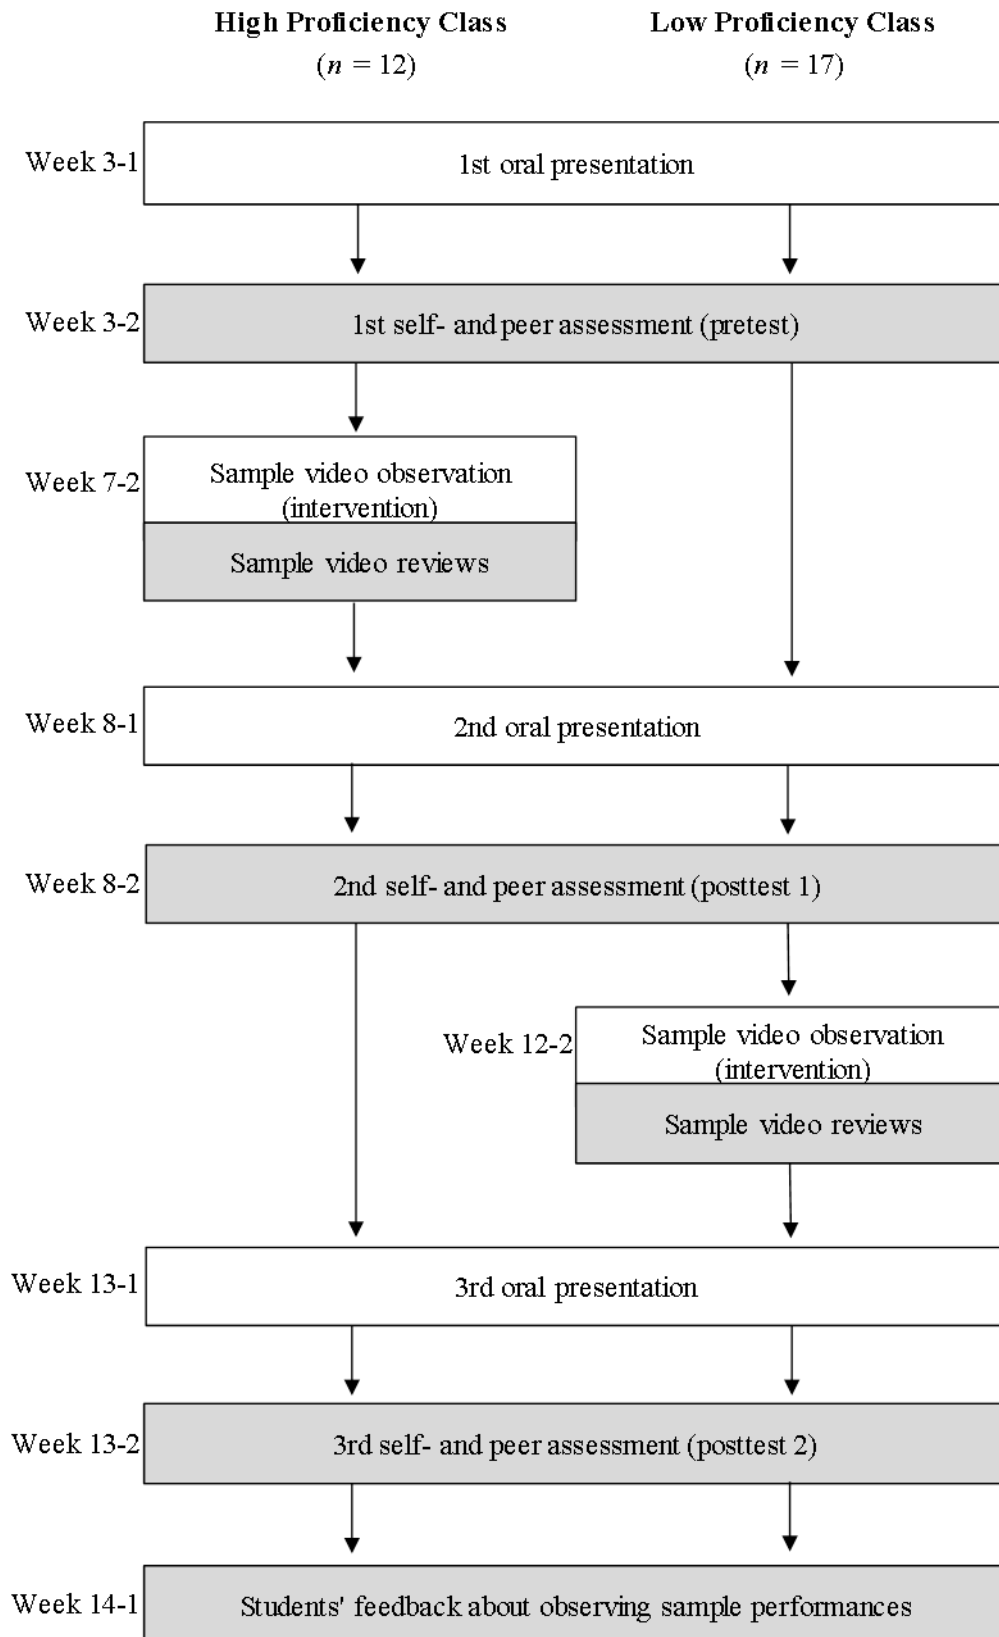 High Proficiency Class
Low Proficiency Class
(n = 12)
(n = 17)
Week 3-1
1st oral presentation
Week 3-2
1st self- and peer assessment (pretest)
Week 7-2
Sample video observation
(intervention)
Sample video reviews
Week 8-1
2nd oral presentation
Week 8-2
2nd self- and peer assessment (posttest 1)
Week 12-2
Sample video observation
(intervention)
Sample video reviews
Week 13-1
3rd oral presentation
Week 13-2
3rd self- and peer assessment (posttest 2)
Week 14-1
Students' feedback about observing sample performances